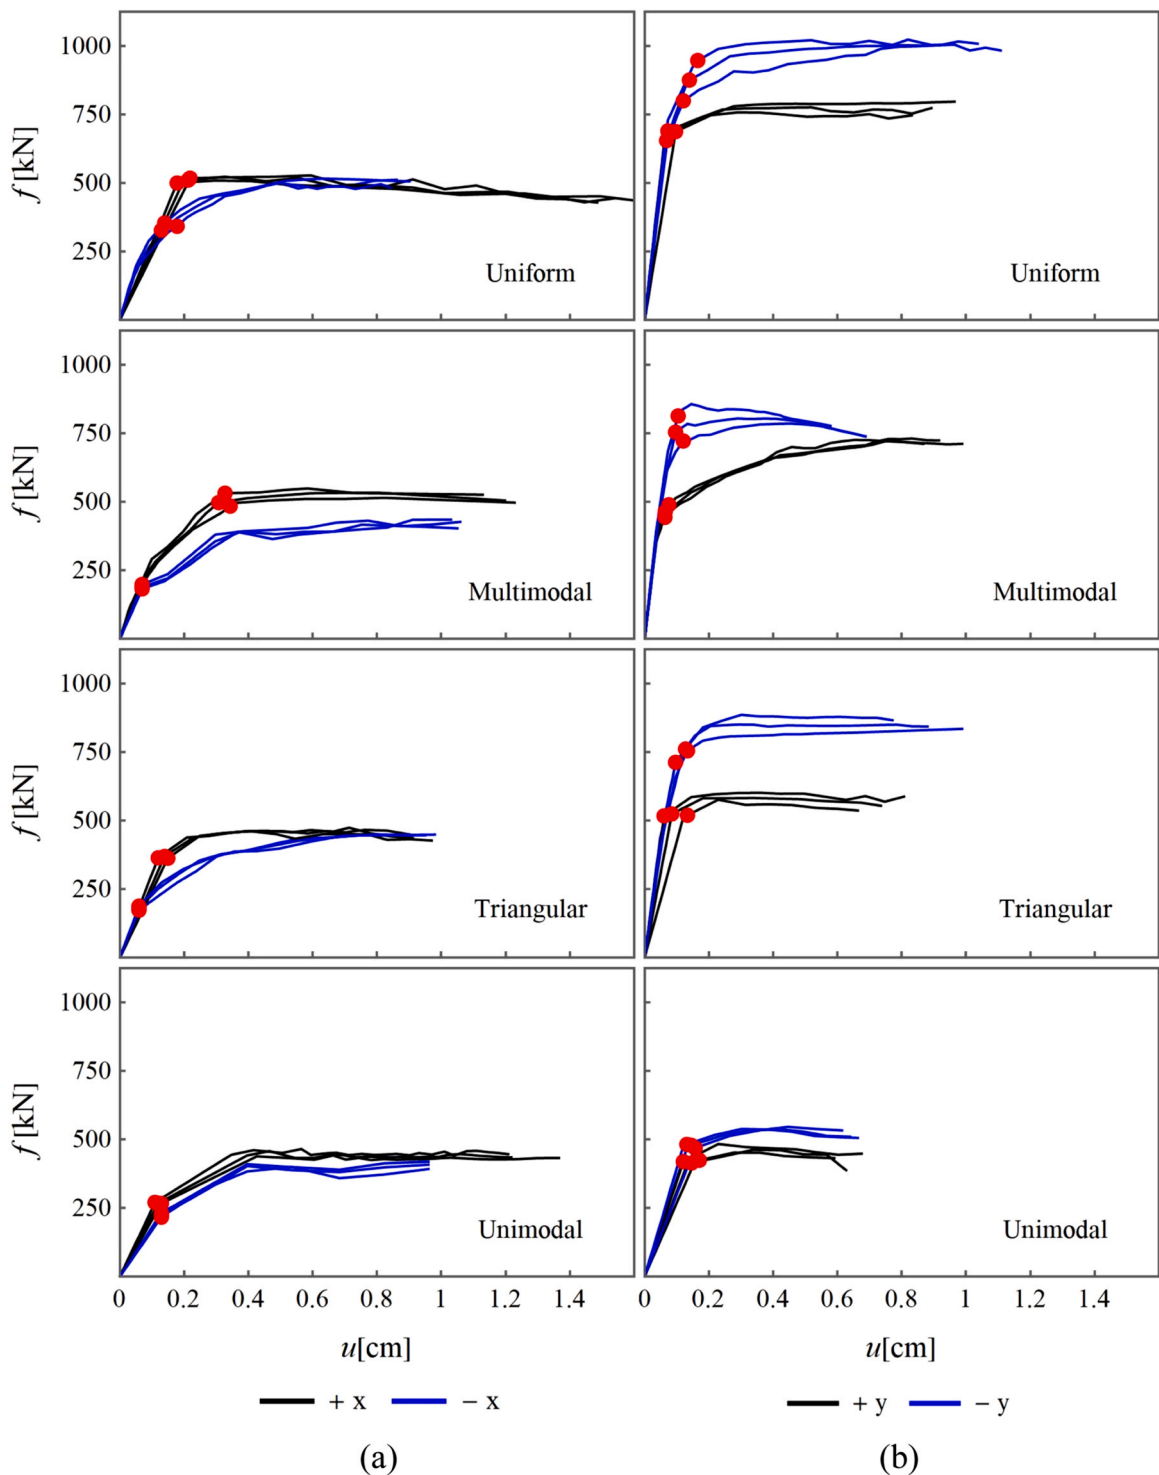 1000
750
500
250
f [kN]
Uniform
Uniform
1000
750
500
250
f [kN]
Multimodal
Multimodal
1000
750
500
250
f [kN]
Triangular
Triangular
1000
750
500
250
f [kN]
Unimodal
Unimodal
0 0.2 0.4 0.6 0.8 1 1.2 1.4
0 0.2 0.4 0.6 0.8 1 1.2 1.4
u[cm]
u[cm]
+ x − x
+ y − y
(a)
(b)